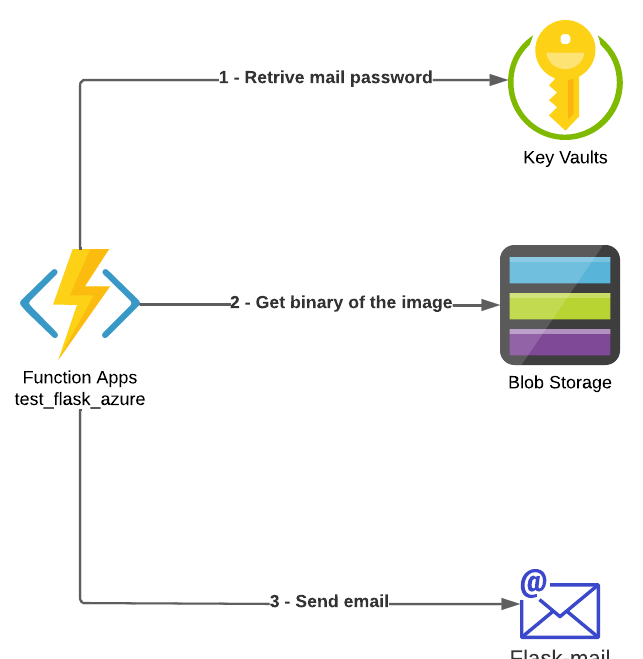 1 - Retrive mail password
Key Vaults
2 - Get binary of the image
Function Apps
test_flask_azure
Blob Storage
3 - Send email
@
Flask-mail